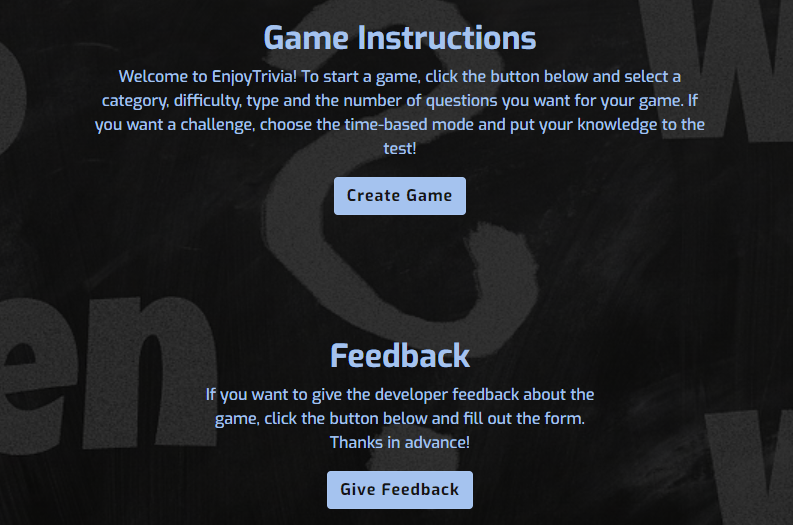 Game Instructions
Welcome to EnjoyTrivia! To start a game, click the button below and select a
category, difficulty, type and the number of questions you want for your game. If
you want a challenge, choose the time-based mode and put your knowledge to the
test!
Create Game
en
Feedback
If you want to give the developer feedback about the
game, click the button below and fill out the form.
Thanks in advance!
Give Feedback